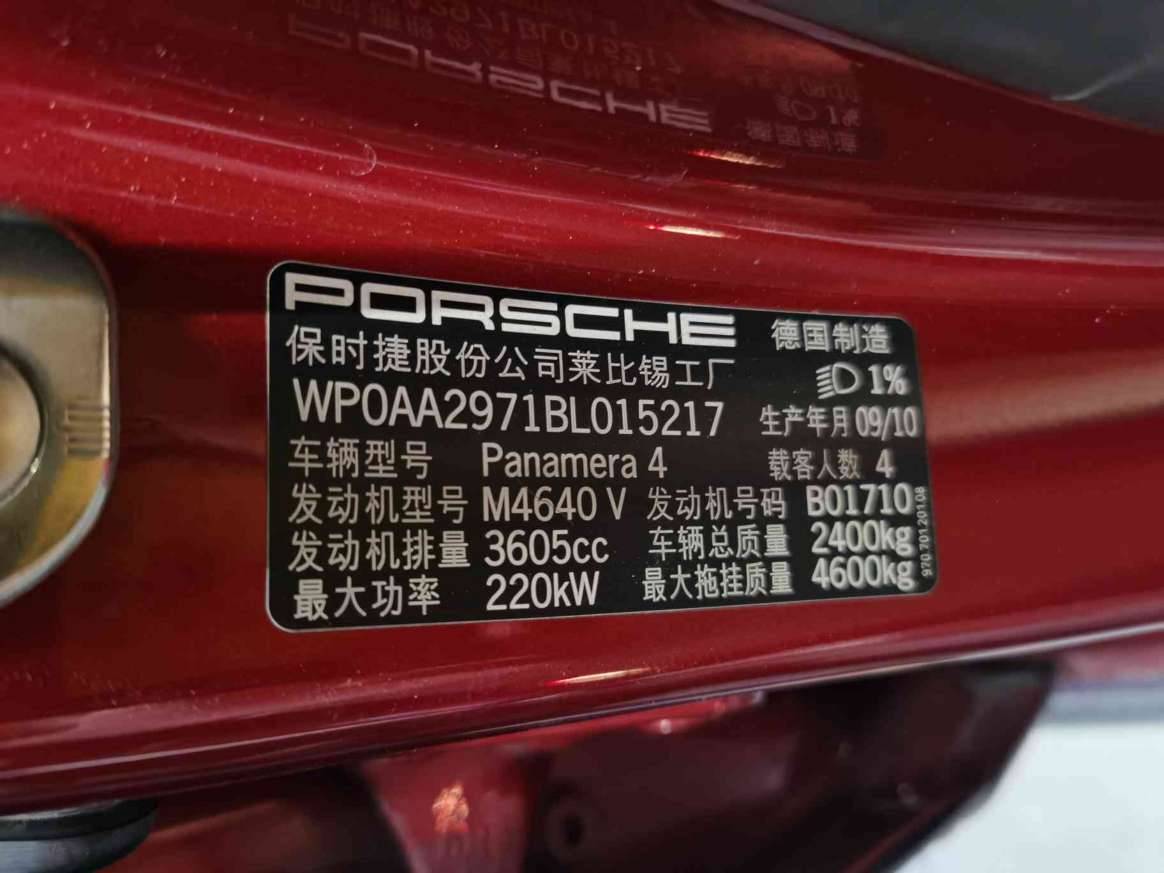 PORSCHE 德国制造
保时捷股份公司莱比锡工厂 1%
WP0AA2971BL015217 生产年月 09/10
车辆型号 Panamera 4 载客人数 4
发动机型号 M4640 V 发动机号码 B01710
发动机排量 3605cc 车辆总质量 2400kg
最大功率 220kW 最大拖挂质量 4600kg
970.701.201.08